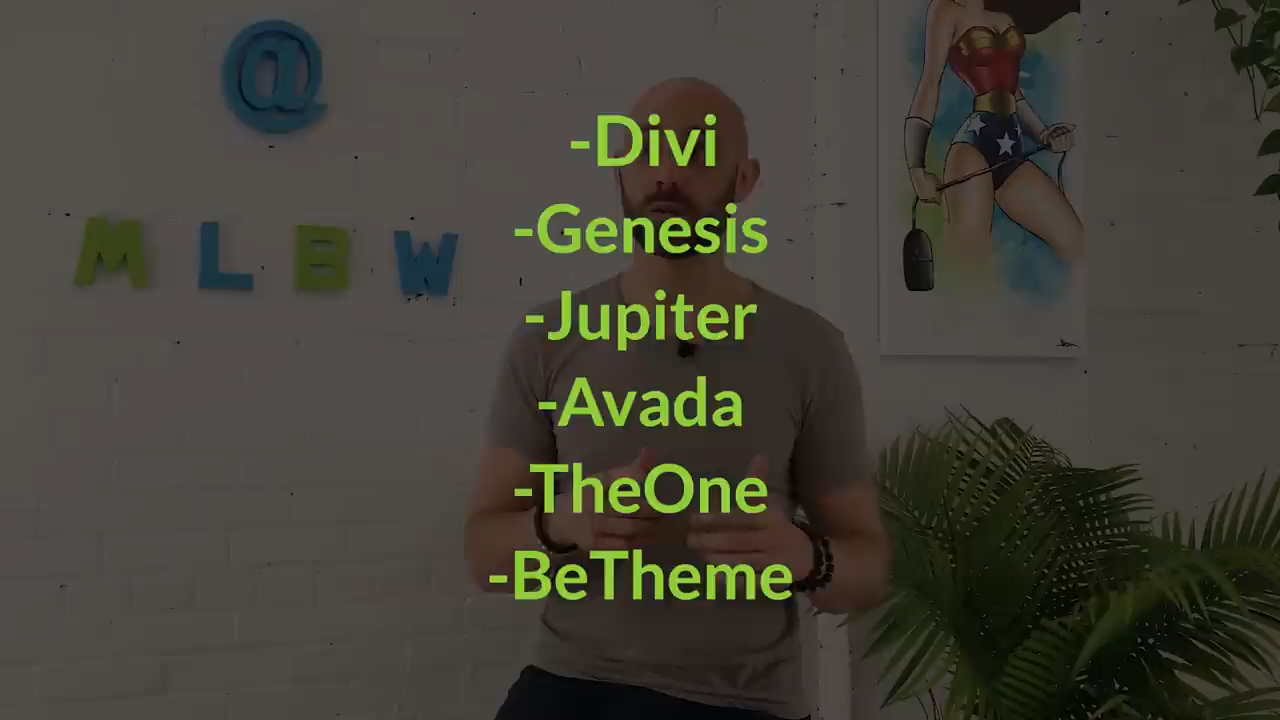 @
MLBW
-Divi
-Genesis
-Jupiter
-Avada
-TheOne
-BeTheme